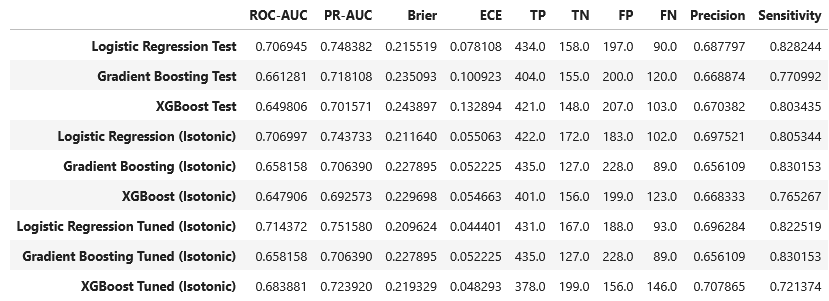 ROC-AUC PR-AUC Brier ECE TP TN FP FN Precision Sensitivity
Logistic Regression Test 0.706945 0.748382 0.215519 0.078108 434.0 158.0 197.0 90.0 0.687797 0.828244
Gradient Boosting Test 0.661281 0.718108 0.235093 0.100923 404.0 155.0 200.0 120.0 0.668874 0.770992
XGBoost Test 0.649806 0.701571 0.243897 0.132894 421.0 148.0 207.0 103.0 0.670382 0.803435
Logistic Regression (Isotonic) 0.706997 0.743733 0.211640 0.055063 422.0 172.0 183.0 102.0 0.697521 0.805344
Gradient Boosting (Isotonic) 0.658158 0.706390 0.227895 0.052225 435.0 127.0 228.0 89.0 0.656109 0.830153
XGBoost (Isotonic) 0.647906 0.692573 0.229698 0.054663 401.0 156.0 199.0 123.0 0.668333 0.765267
Logistic Regression Tuned (Isotonic) 0.714372 0.751580 0.209624 0.044401 431.0 167.0 188.0 93.0 0.696284 0.822519
Gradient Boosting Tuned (Isotonic) 0.658158 0.706390 0.227895 0.052225 435.0 127.0 228.0 89.0 0.656109 0.830153
XGBoost Tuned (Isotonic) 0.683881 0.723920 0.219329 0.048293 378.0 199.0 156.0 146.0 0.707865 0.721374